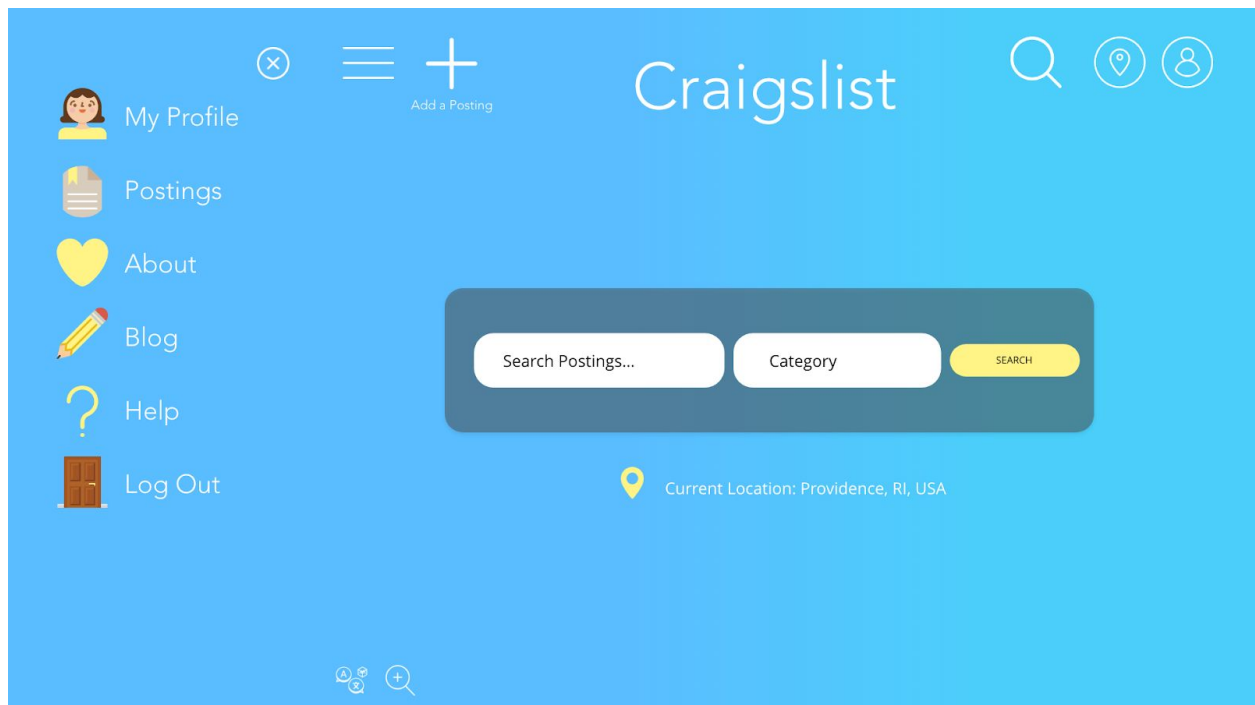 Craigslist
Add a Posting
My Profile
Postings
About
Blog
Help
Log Out
Search Postings...
Category
SEARCH
Current Location: Providence, RI, USA
A
文